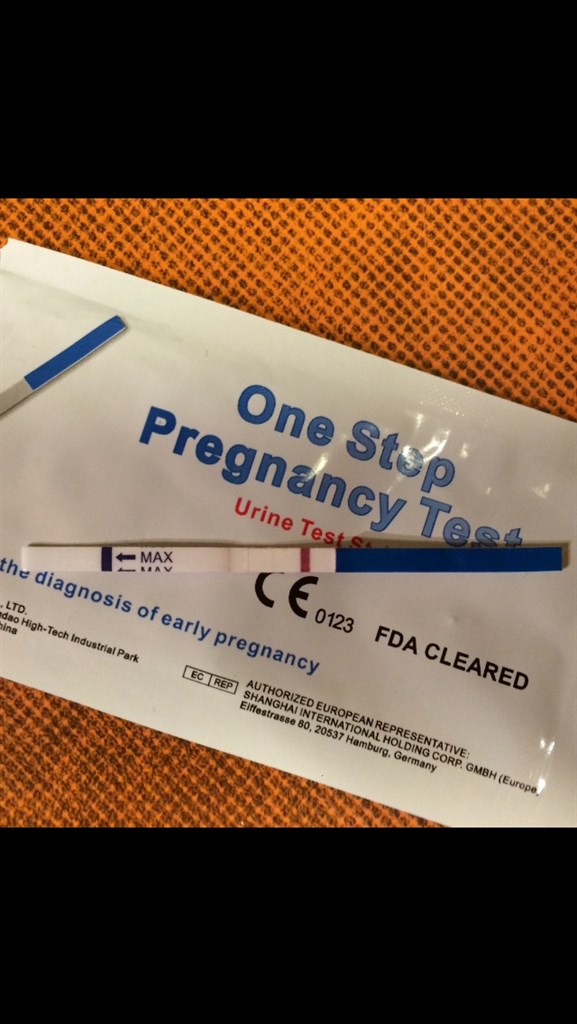 One Step
Pregnancy Test
Urine Test
MAX
MAX
the diagnosis of early pregnancy
CE 0123 FDA CLEARED
, LTD.
High-Tech Industrial Park
EC REP
AUTHORIZED EUROPEAN REPRESENTATIVE:
SHANGHAI INTERNATIONAL HOLDING CORP. GMBH (Europe
Eiffestrasse 80, 20537 Hamburg, Germany